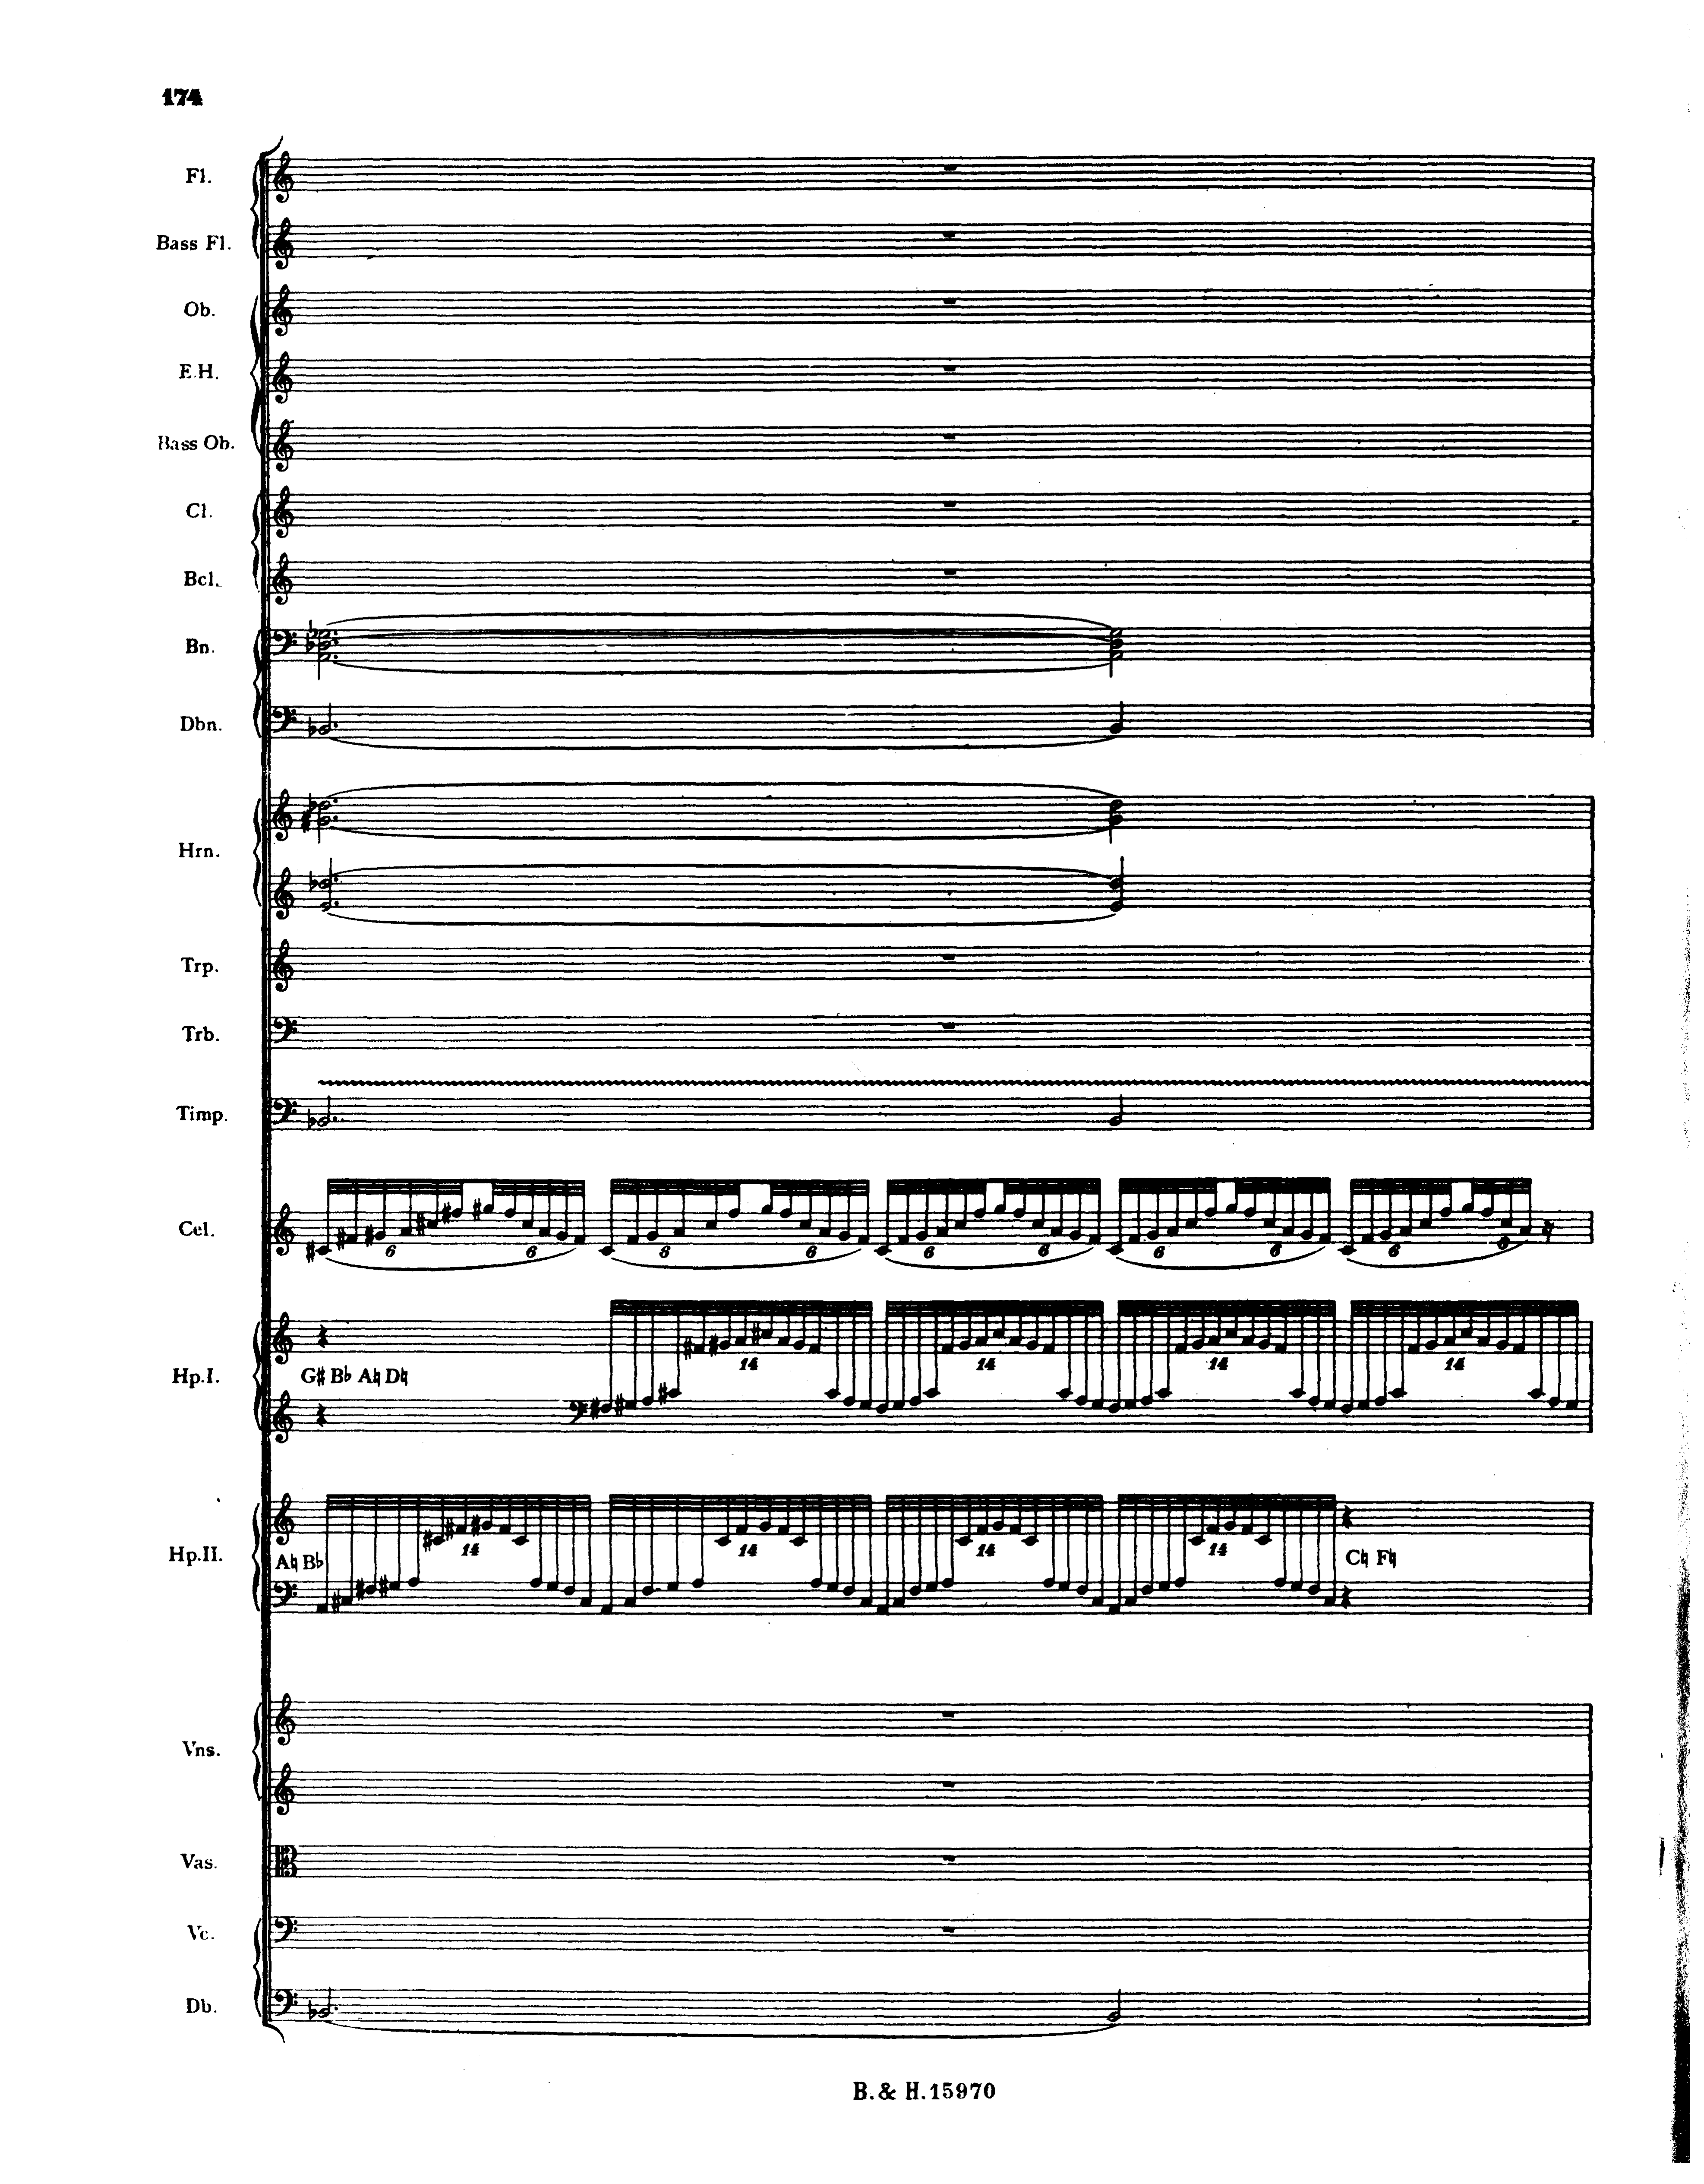 174
Fl.
Bass Fl.
Ob.
E.H.
Bass Ob.
Cl.
Bcl.
Bn.
Dbn.
Hrn.
Trp.
Trb.
Timp.
Cel.
6 6 8 6 6 6 6 6 6 6
14 14 14 14
Hp.I.
G♯ B♭ A♮ D♮
14 14 14 14
Hp.II.
A♮ B♭
C♮ F♮
Vns.
Vas.
Vc.
Db.
B.& H.15970